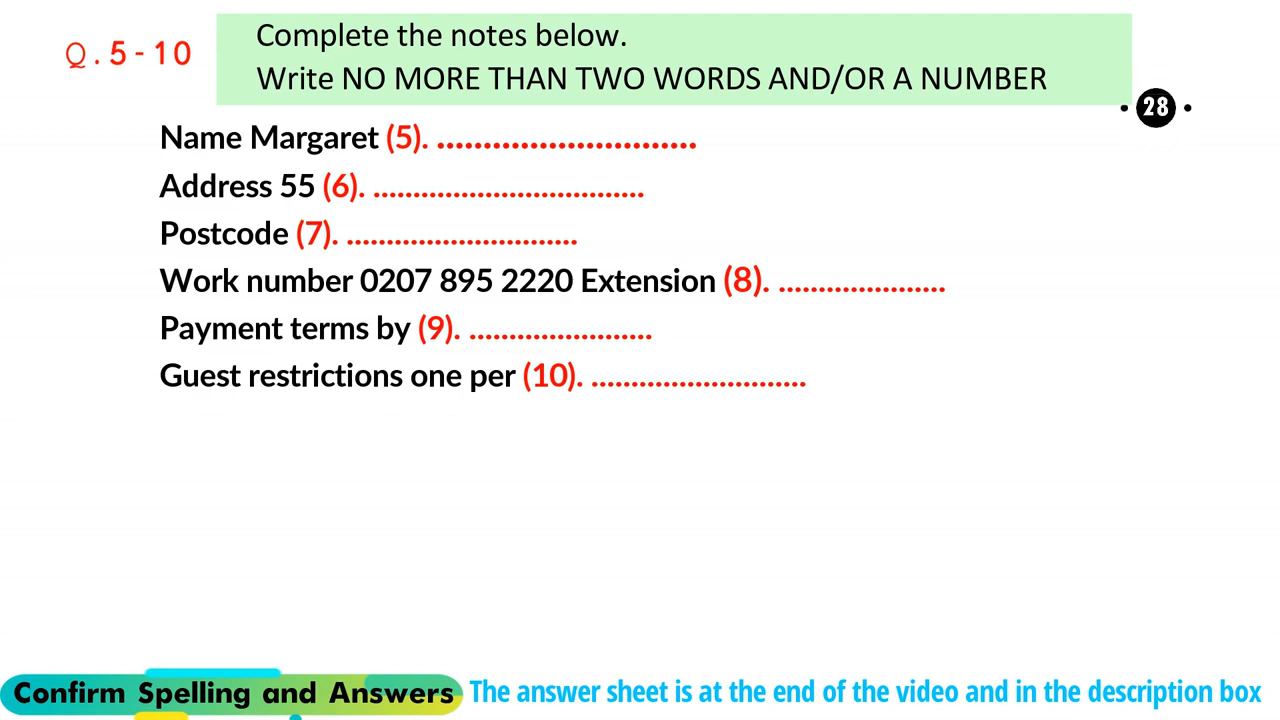 Q.5-10
Complete the notes below.
Write NO MORE THAN TWO WORDS AND/OR A NUMBER
28
Name Margaret (5). ............................
Address 55 (6). ..................................
Postcode (7). .............................
Work number 0207 895 2220 Extension (8). .....................
Payment terms by (9). .......................
Guest restrictions one per (10). ...........................
Confirm Spelling and Answers
The answer sheet is at the end of the video and in the description box